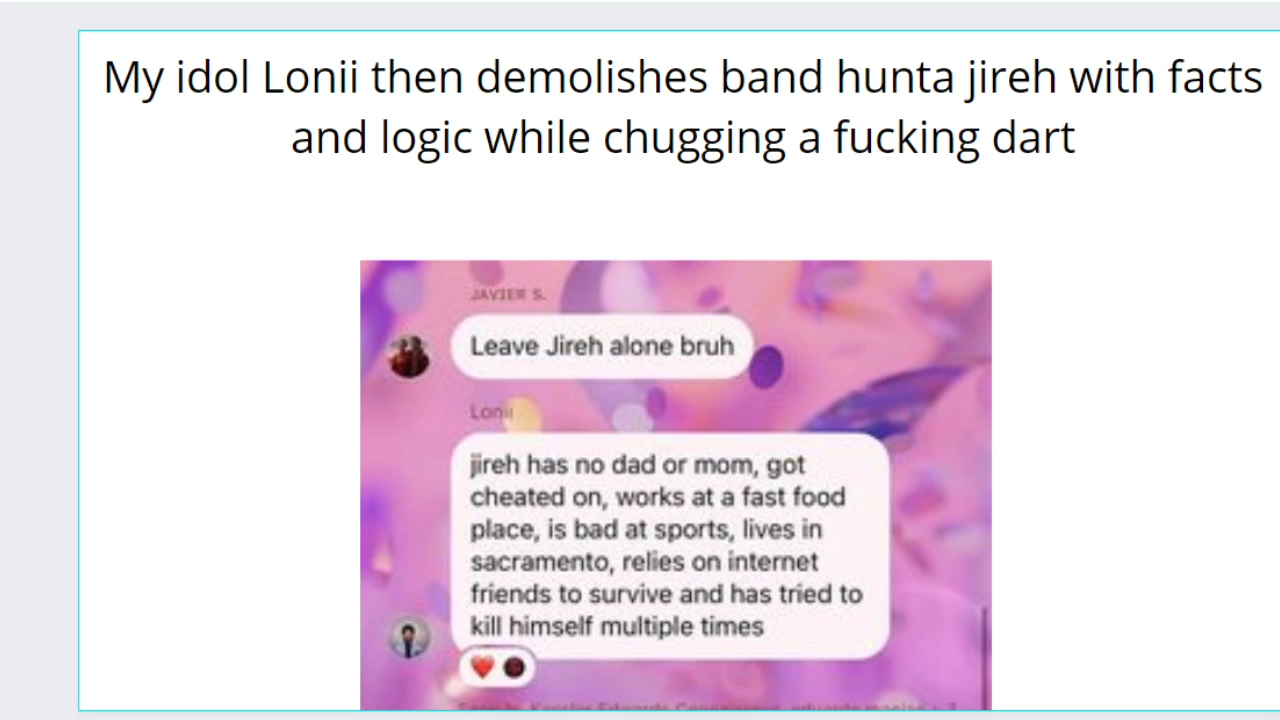 My idol Lonii then demolishes band hunta jireh with facts
and logic while chugging a fucking dart
JAVIER S.
Leave Jireh alone bruh
Lonii
jireh has no dad or mom, got
cheated on, works at a fast food
place, is bad at sports, lives in
sacramento, relies on internet
friends to survive and has tried to
kill himself multiple times